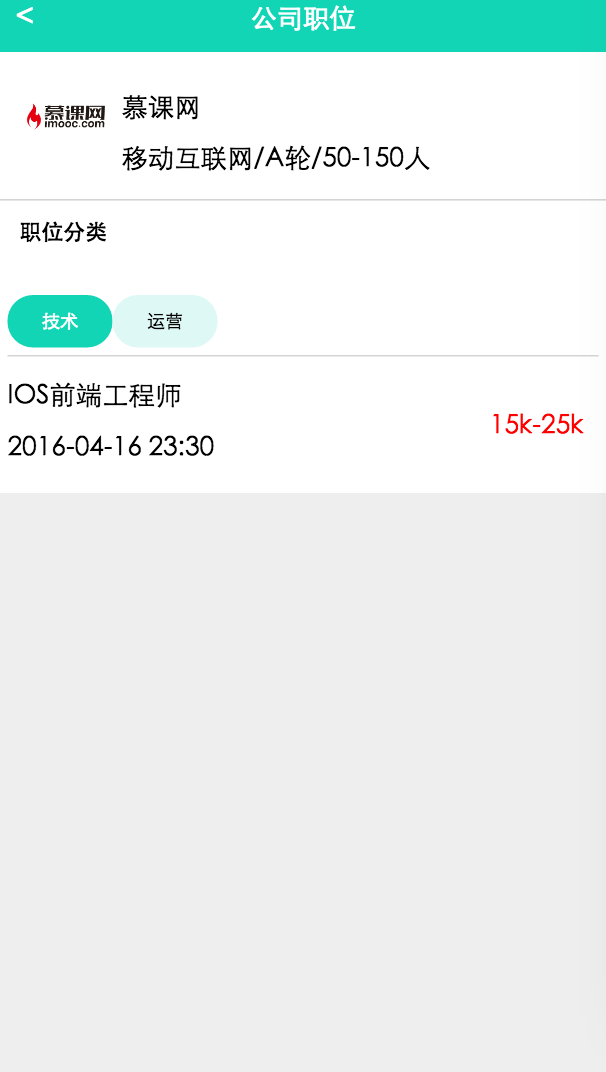 <
公司职位
慕课网
imooc.com
慕课网
移动互联网/A轮/50-150人
职位分类
技术 运营
IOS前端工程师
15k-25k
2016-04-16 23:30